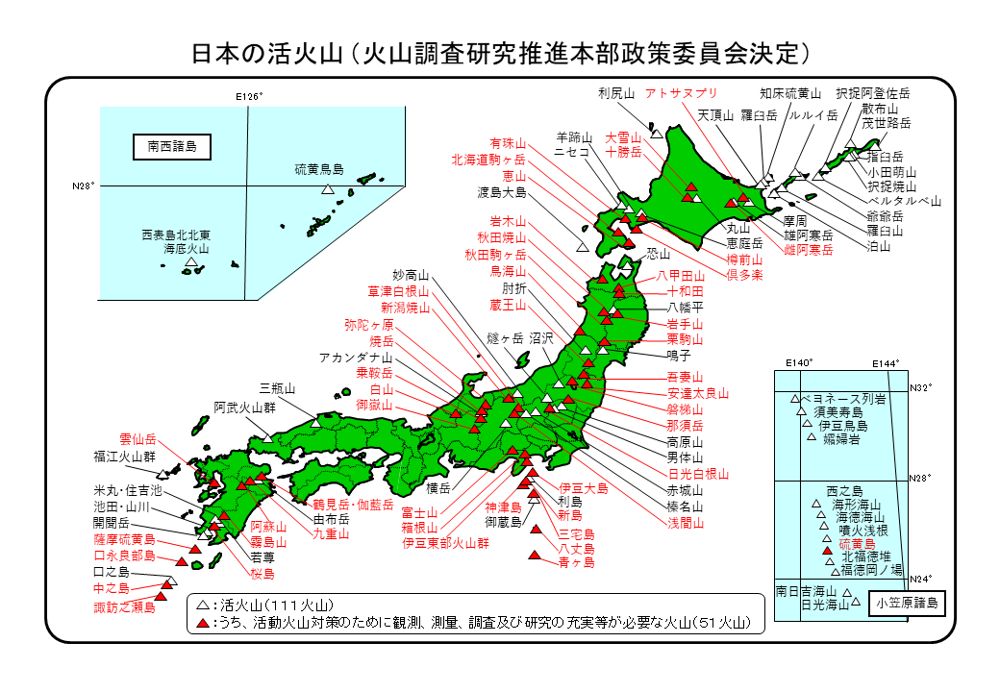 日本の活火山（火山調査研究推進本部政策委員会決定）
E126°
N28°
南西諸島
硫黄鳥島
西表島北北東
海底火山
利尻山
アトサヌプリ
知床硫黄山
択捉阿登佐岳
散布山
茂世路岳
天頂山
羅臼岳
ルルイ岳
指臼岳
小田萌山
択捉焼山
ベルタルベ山
爺爺岳
羅臼山
泊山
摩周
雄阿寒岳
雌阿寒岳
丸山
恵庭岳
樽前山
倶多楽
大雪山
十勝岳
羊蹄山
ニセコ
有珠山
北海道駒ヶ岳
恵山
渡島大島
岩木山
秋田焼山
秋田駒ヶ岳
鳥海山
肘折
蔵王山
恐山
八甲田山
十和田
八幡平
岩手山
栗駒山
鳴子
吾妻山
安達太良山
磐梯山
那須岳
高原山
男体山
日光白根山
赤城山
榛名山
浅間山
妙高山
草津白根山
新潟焼山
弥陀ヶ原
焼岳
アカンダナ山
乗鞍岳
白山
御嶽山
燧ヶ岳
沼沢
三瓶山
阿武火山群
雲仙岳
福江火山群
米丸・住吉池
池田・山川
開聞岳
薩摩硫黄島
口永良部島
口之島
中之島
諏訪之瀬島
鶴見岳・伽藍岳
由布岳
九重山
阿蘇山
霧島山
若尊
桜島
横岳
富士山
箱根山
伊豆東部火山群
神津島
御蔵島
伊豆大島
利島
新島
三宅島
八丈島
青ヶ島
E140°
E144°
N32°
N28°
N24°
ベヨネース列岩
須美寿島
伊豆鳥島
孀婦岩
西之島
海形海山
海徳海山
噴火浅根
硫黄島
北福徳堆
福徳岡ノ場
南日吉海山
日光海山
小笠原諸島
：活火山（111火山）
：うち、活動火山対策のために観測、測量、調査及び研究の充実等が必要な火山（51火山）